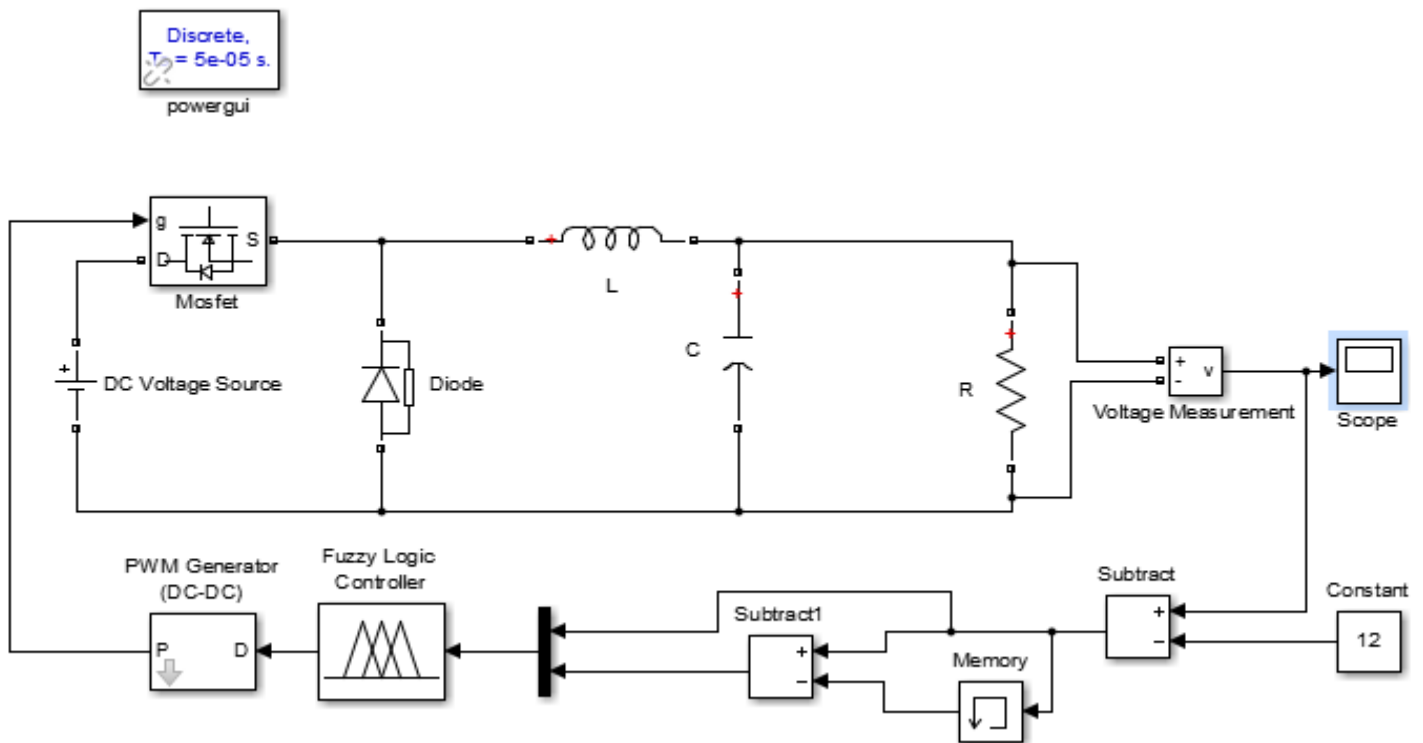 Discrete,
= 5e-05 s.
powergui
g
D
S
Mosfet
+
DC Voltage Source
Diode
+
L
+
C
+
R
+
-
v
Voltage Measurement
Scope
PWM Generator
(DC-DC)
P
D
Fuzzy Logic
Controller
Subtract1
+
−
Memory
Subtract
+
−
Constant
12